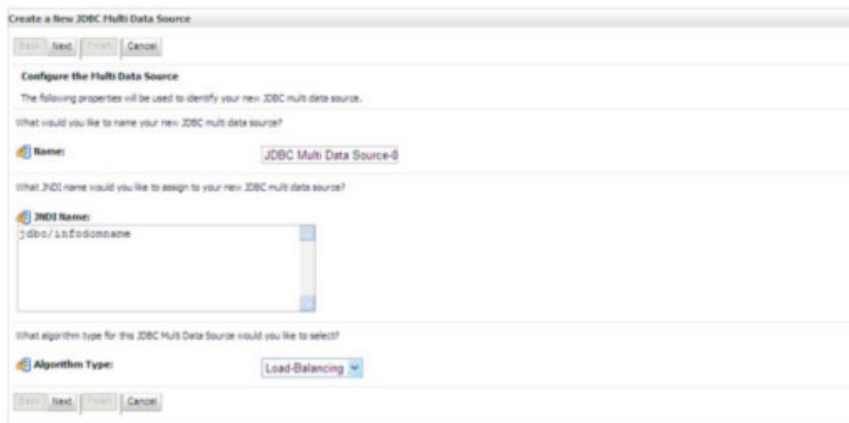 Create a New JDBC Multi Data Source
Back Next Finish Cancel
Configure the Multi Data Source
The following properties will be used to identify your new JDBC multi data source.
What would you like to name your new JDBC multi data source?
Name: JDBC Multi Data Source-0
What JNDI name would you like to assign to your new JDBC multi data source?
JNDI Name:
jdbc/infodomname
What algorithm type for this JDBC Multi Data Source would you like to select?
Algorithm Type: Load-Balancing
Back Next Finish Cancel